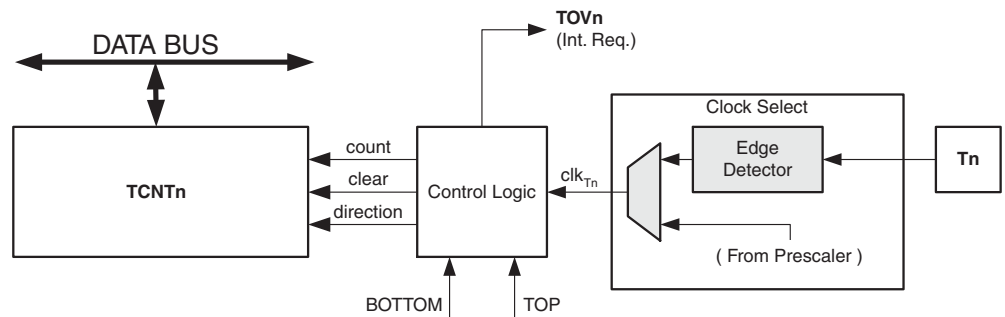 DATA BUS
TOVn
(Int. Req.)
Clock Select
TCNTn
count
clear
direction
Control Logic
clkTn
Edge
Detector
Tn
( From Prescaler )
BOTTOM
TOP